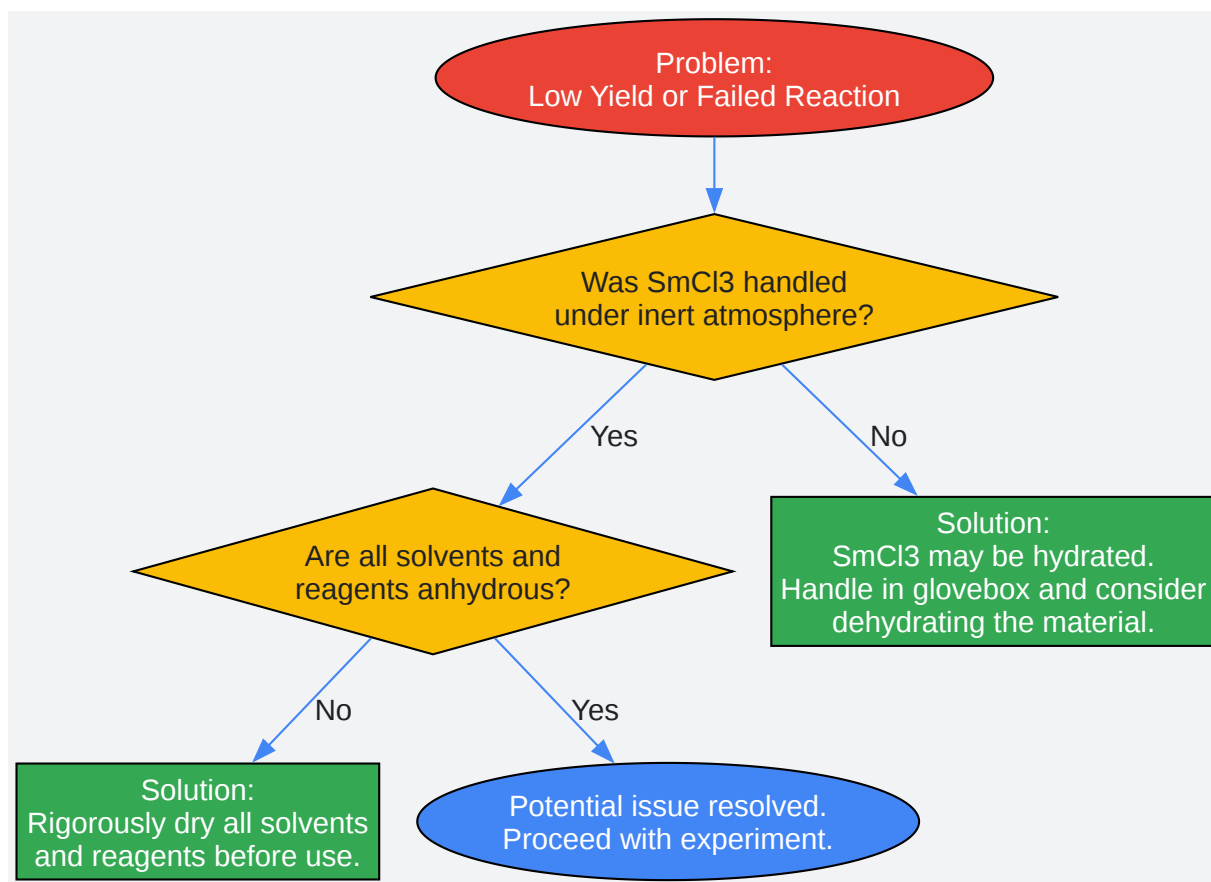 Problem:
Low Yield or Failed Reaction
Was SmCl3 handled
under inert atmosphere?
Yes
No
Are all solvents and
reagents anhydrous?
Solution:
SmCl3 may be hydrated.
Handle in glovebox and consider
dehydrating the material.
No
Yes
Solution:
Rigorously dry all solvents
and reagents before use.
Potential issue resolved.
Proceed with experiment.